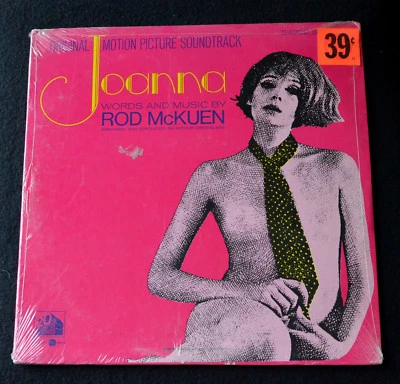 ORIGINAL MOTION PICTURE SOUNDTRACK
39¢
Joanna
WORDS AND MUSIC BY
ROD McKUEN